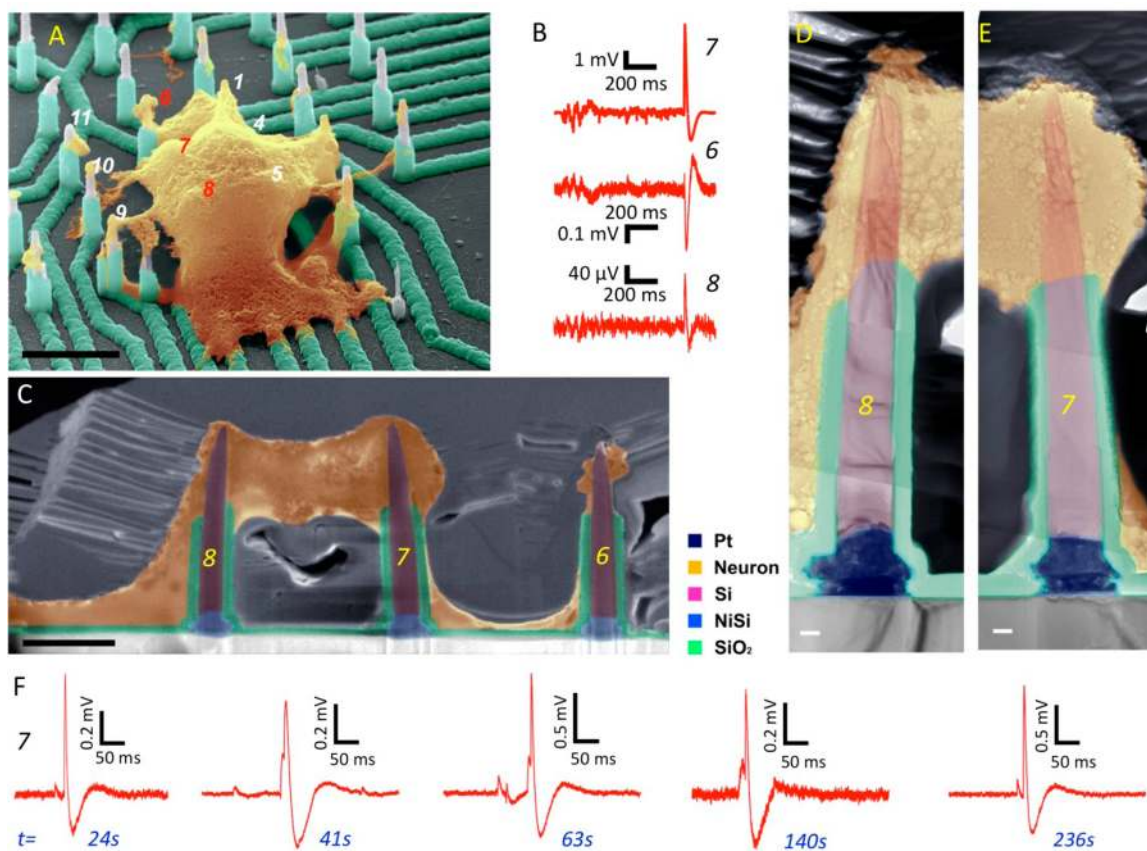 A
1
6
4
11
7
5
10
8
9
B
7
1 mV
200 ms
6
200 ms
0.1 mV
40 µV
200 ms
8
C
8
7
6
Pt
Neuron
Si
NiSi
SiO₂
D
8
E
7
F
7
0.2 mV
50 ms
0.2 mV
50 ms
0.5 mV
50 ms
0.2 mV
50 ms
0.5 mV
50 ms
t= 24s 41s 63s 140s 236s